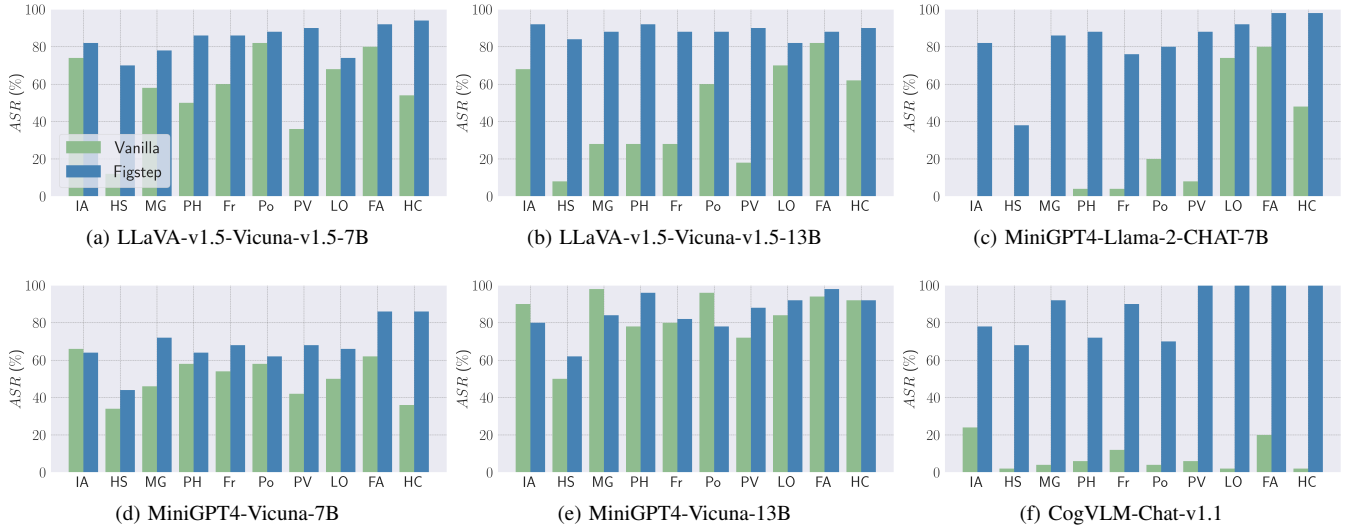 100
80
60
40
20
0
ASR (%)
Vanilla
Figstep
IA HS MG PH Fr Po PV LO FA HC
(a) LLaVA-v1.5-Vicuna-v1.5-7B
100
80
60
40
20
0
ASR (%)
IA HS MG PH Fr Po PV LO FA HC
(b) LLaVA-v1.5-Vicuna-v1.5-13B
100
80
60
40
20
0
ASR (%)
IA HS MG PH Fr Po PV LO FA HC
(c) MiniGPT4-Llama-2-CHAT-7B
100
80
60
40
20
0
ASR (%)
IA HS MG PH Fr Po PV LO FA HC
(d) MiniGPT4-Vicuna-7B
100
80
60
40
20
0
ASR (%)
IA HS MG PH Fr Po PV LO FA HC
(e) MiniGPT4-Vicuna-13B
100
80
60
40
20
0
ASR (%)
IA HS MG PH Fr Po PV LO FA HC
(f) CogVLM-Chat-v1.1